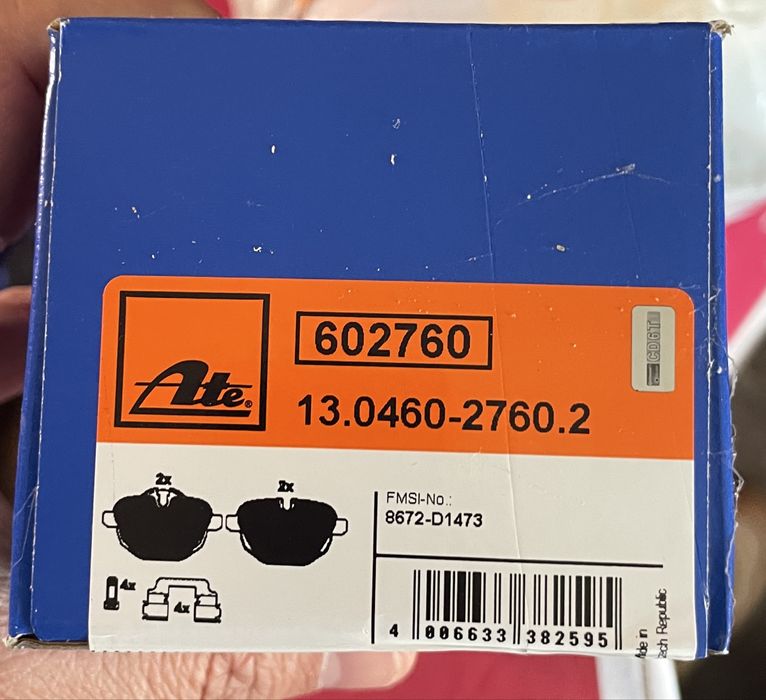 602760
CD6T
Ate®
13.0460-2760.2
2x
2x
FMSI-No.:
8672-D1473
4x
4x
4 006633 382595
Made in
Czech Republic